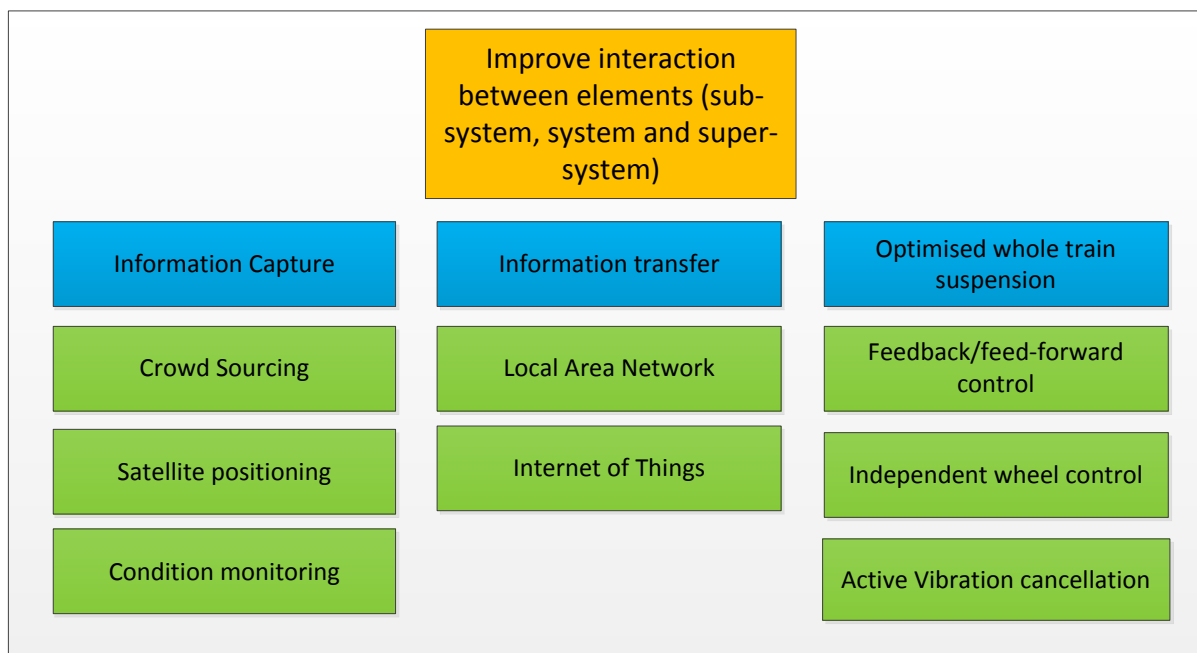 Improve interaction
between elements (sub-
system, system and super-
system)
Information Capture
Information transfer
Optimised whole train
suspension
Crowd Sourcing
Local Area Network
Feedback/feed-forward
control
Satellite positioning
Internet of Things
Independent wheel control
Condition monitoring
Active Vibration cancellation